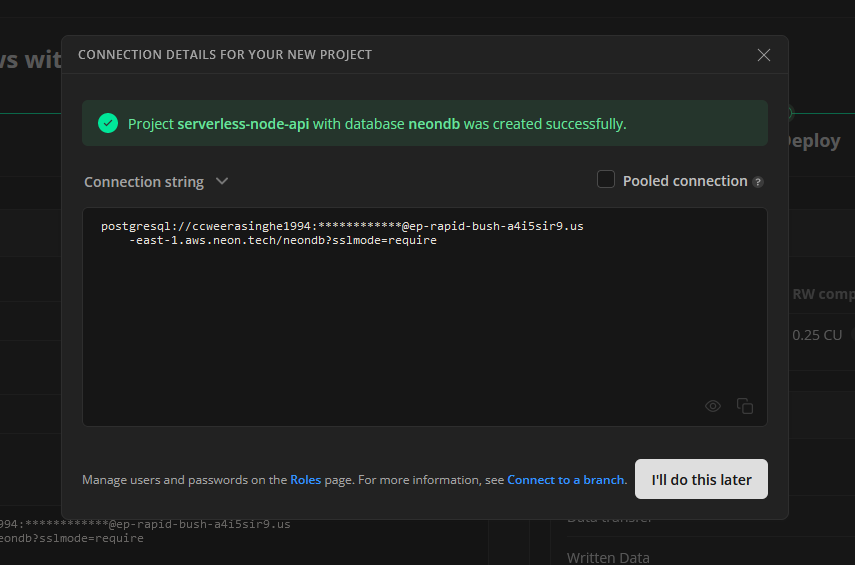 ws wit
CONNECTION DETAILS FOR YOUR NEW PROJECT
Project serverless-node-api with database neondb was created successfully.
Deploy
Connection string
Pooled connection ?
postgresql://ccweerasinghe1994:************@ep-rapid-bush-a4i5sir9.us
-east-1.aws.neon.tech/neondb?sslmode=require
RW comp
0.25 CU
Manage users and passwords on the Roles page. For more information, see Connect to a branch.
I'll do this later
994:************@ep-rapid-bush-a4i5sir9.us
eondb?sslmode=require
Data transfer
Written Data